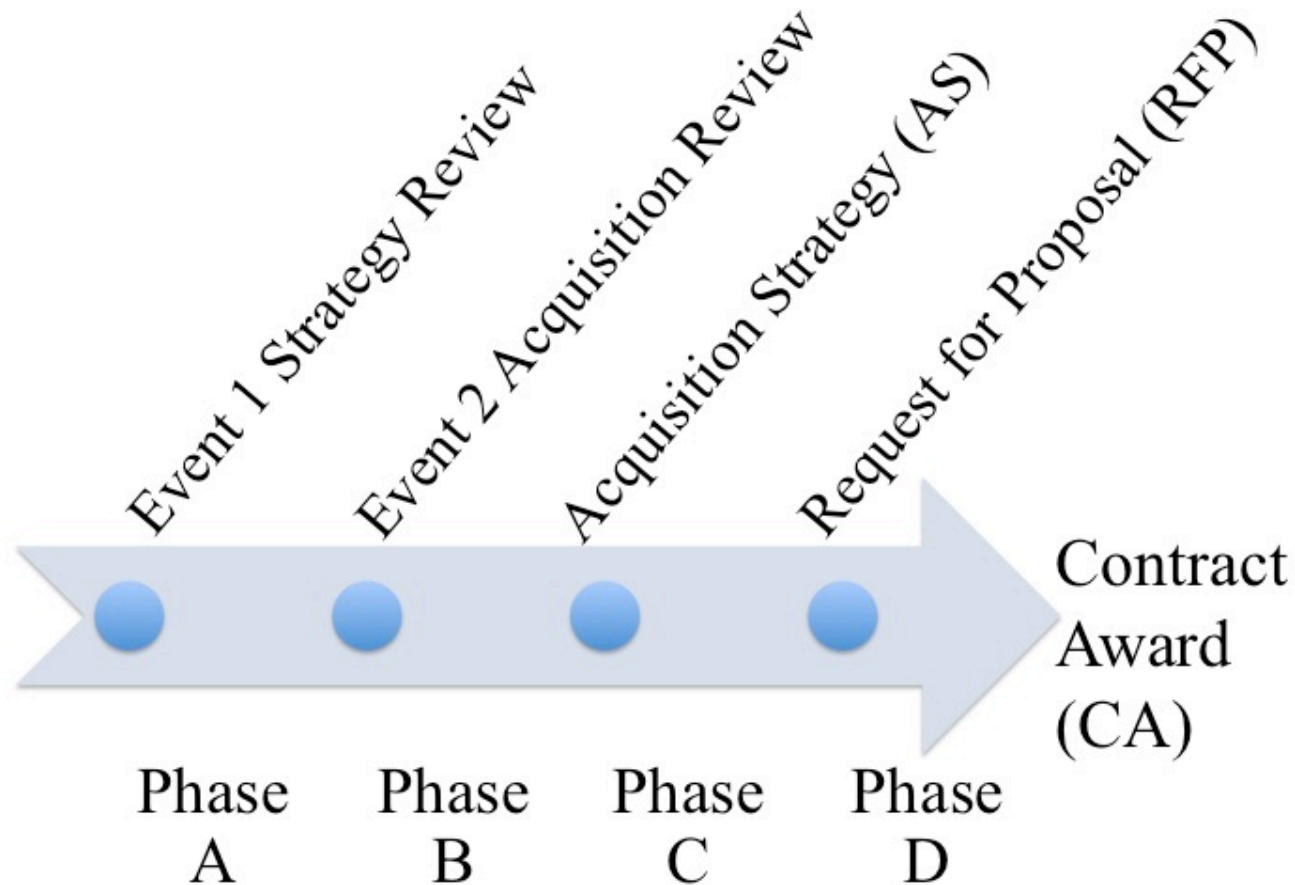 Event 1 Strategy Review
Event 2 Acquisition Review
Acquisition Strategy (AS)
Request for Proposal (RFP)
Contract
Award
(CA)
Phase
A
Phase
B
Phase
C
Phase
D